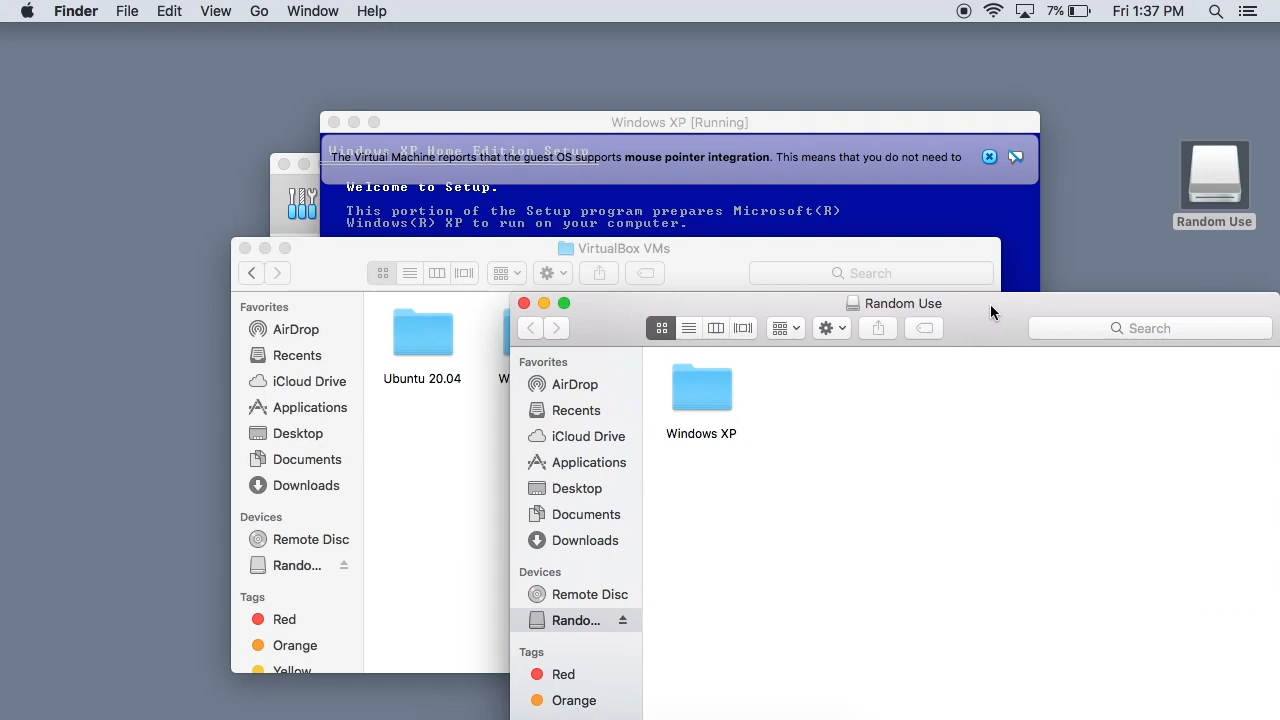 Finder File Edit View Go Window Help 7% Fri 1:37 PM
Windows XP [Running]
Windows XP Home Edition Setup
The Virtual Machine reports that the guest OS supports mouse pointer integration. This means that you do not need to
Welcome to Setup.
This portion of the Setup program prepares Microsoft(R)
Windows(R) XP to run on your computer.
Random Use
VirtualBox VMs
Search
Favorites
AirDrop
Recents
iCloud Drive
Applications
Desktop
Documents
Downloads
Devices
Remote Disc
Rando...
Tags
Red
Orange
Yellow
Ubuntu 20.04
W
Random Use
Search
Favorites
AirDrop
Recents
iCloud Drive
Applications
Desktop
Documents
Downloads
Devices
Remote Disc
Rando...
Tags
Red
Orange
Windows XP